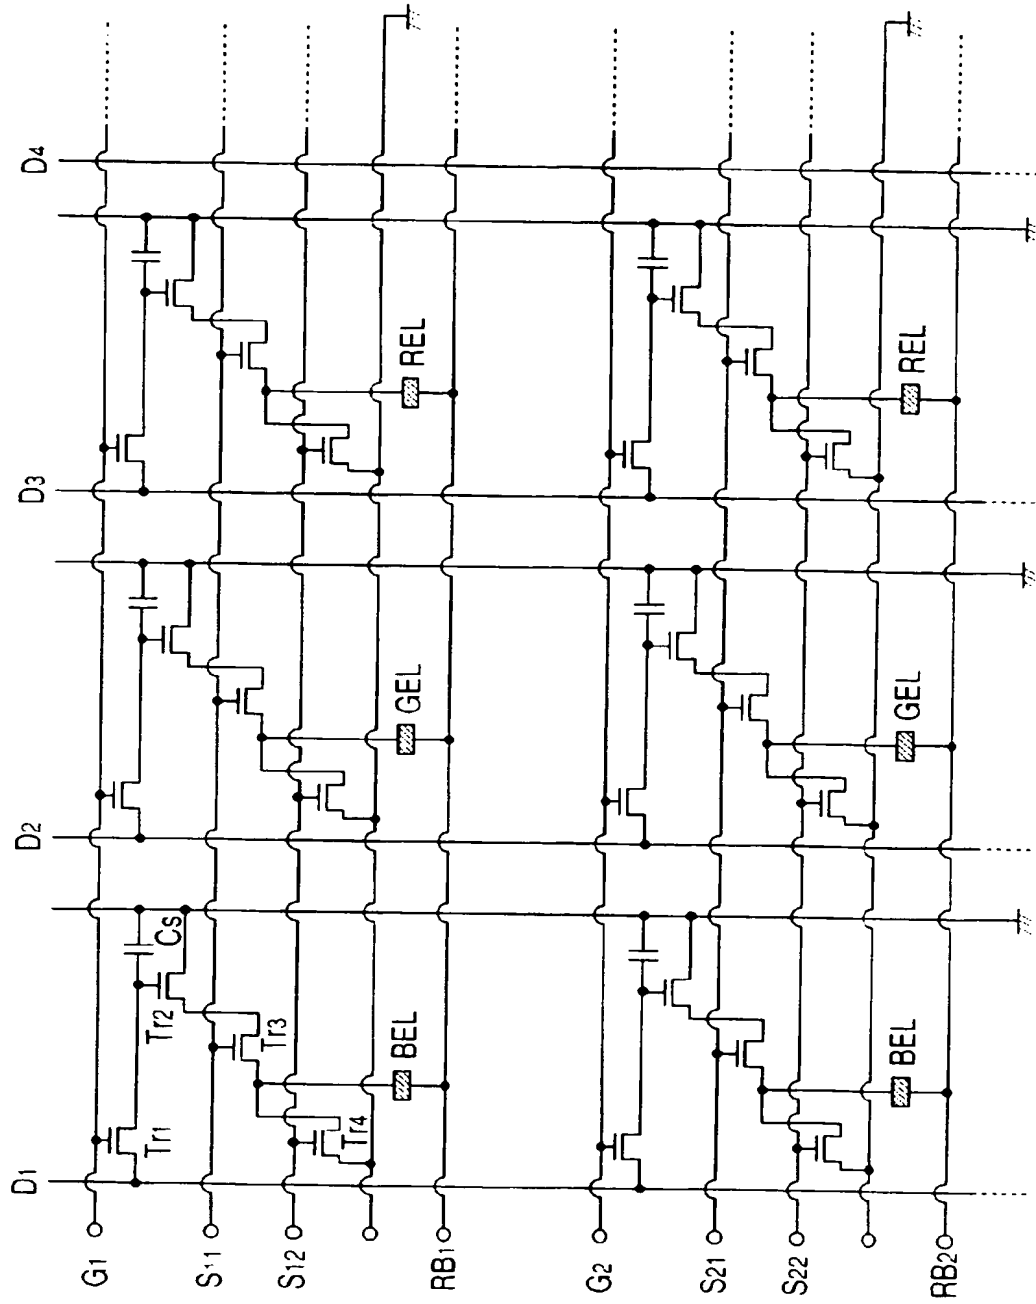 D1
D2
D3
D4
G1
Tr1
Tr2
Cs
S11
Tr3
S12
Tr4
BEL
GEL
REL
RB1
G2
S21
S22
BEL
GEL
REL
RB2